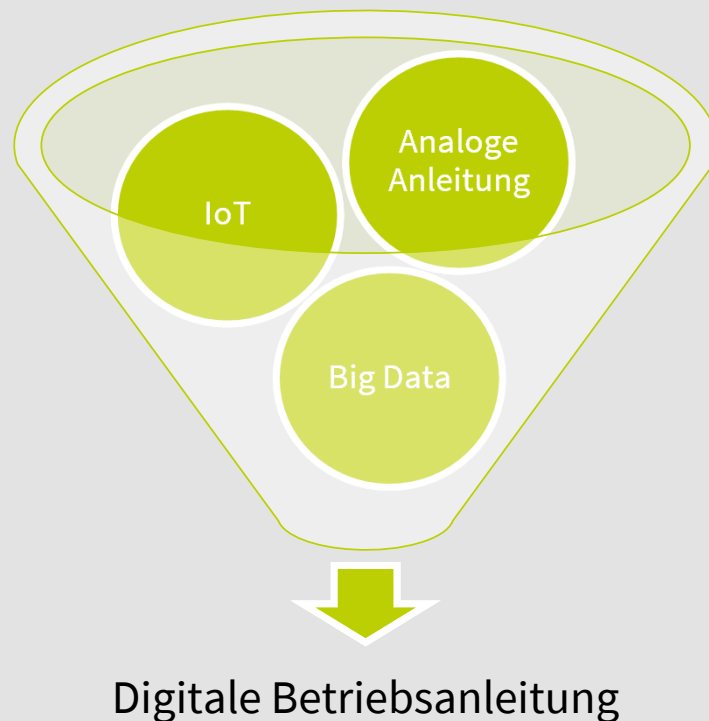 Analoge
Anleitung
IoT
Big Data
Digitale Betriebsanleitung